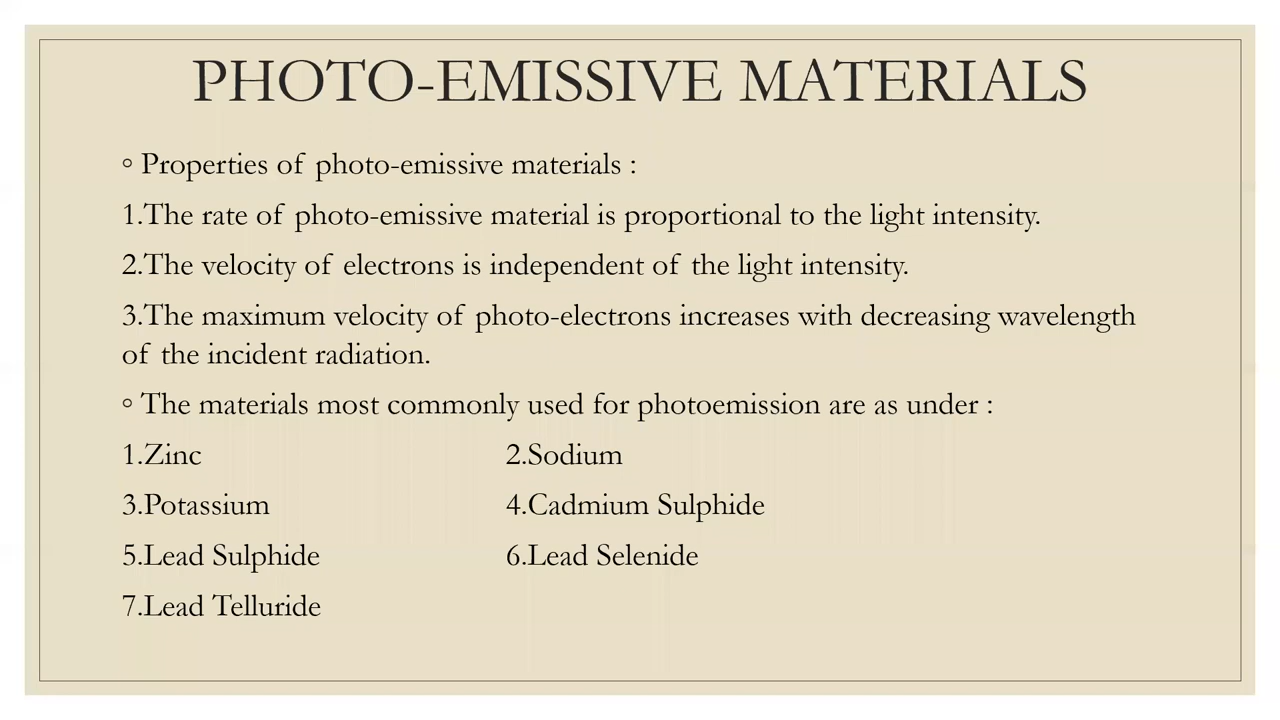 PHOTO-EMISSIVE MATERIALS
◦ Properties of photo-emissive materials :
1.The rate of photo-emissive material is proportional to the light intensity.
2.The velocity of electrons is independent of the light intensity.
3.The maximum velocity of photo-electrons increases with decreasing wavelength
of the incident radiation.
◦ The materials most commonly used for photoemission are as under :
1.Zinc 2.Sodium
3.Potassium 4.Cadmium Sulphide
5.Lead Sulphide 6.Lead Selenide
7.Lead Telluride